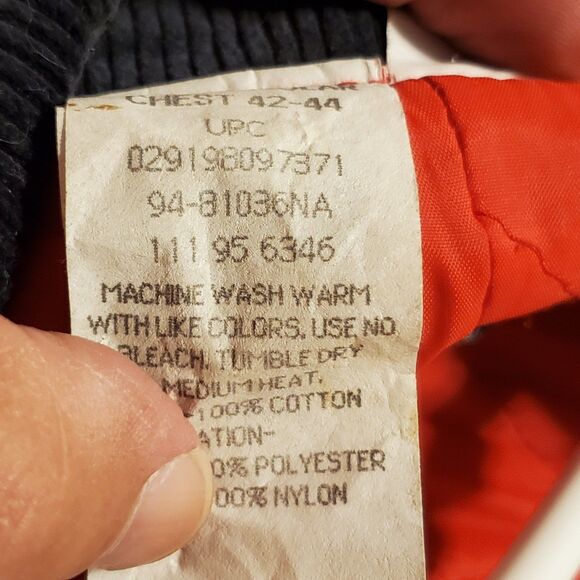 CHEST 42-44
UPC
029198097371
94-81036NA
111 95 6346
MACHINE WASH WARM
WITH LIKE COLORS. USE NO
BLEACH. TUMBLE DRY
MEDIUM HEAT.
100% COTTON
ATION-
0% POLYESTER
00% NYLON